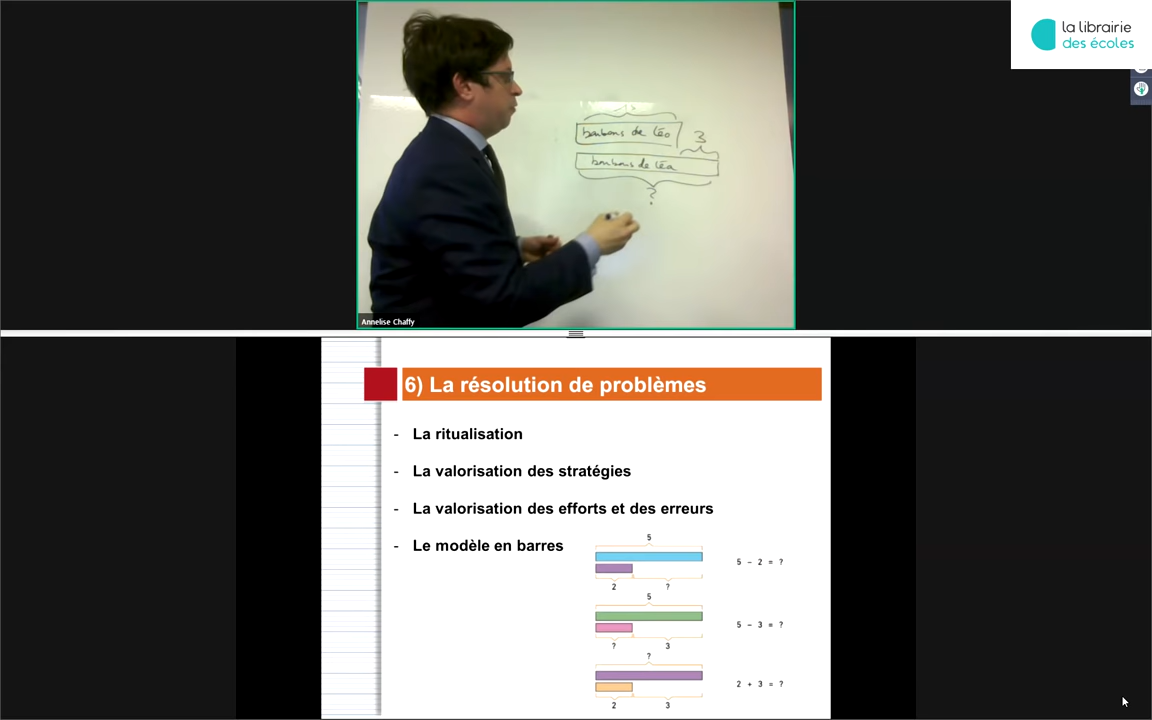 la librairie
des écoles
bonbons de Léo
3
bonbons de Léa
?
Annelise Chaffy
6) La résolution de problèmes
- La ritualisation
- La valorisation des stratégies
- La valorisation des efforts et des erreurs
- Le modèle en barres
5
5 - 2 = ?
2 ?
5
5 - 3 = ?
? 3
?
2 + 3 = ?
2 3